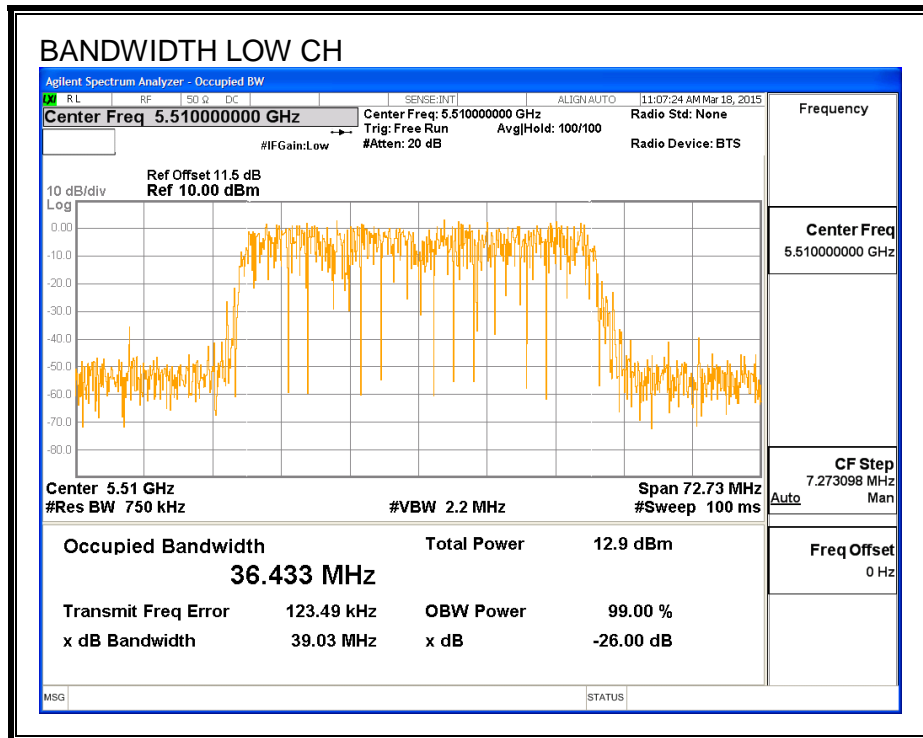 BANDWIDTH LOW CH
Agilent Spectrum Analyzer - Occupied BW
LXI RL RF 50 Ω DC SENSE:INT ALIGN AUTO 11:07:24 AM Mar 18, 2015
Center Freq 5.510000000 GHz
Center Freq: 5.510000000 GHz
Radio Std: None
Trig: Free Run Avg|Hold: 100/100
#IFGain:Low
#Atten: 20 dB
Radio Device: BTS
Ref Offset 11.5 dB
10 dB/div Ref 10.00 dBm
Log
0.00
-10.0
-20.0
-30.0
-40.0
-50.0
-60.0
-70.0
-80.0
Center 5.51 GHz Span 72.73 MHz
#Res BW 750 kHz #VBW 2.2 MHz #Sweep 100 ms
Occupied Bandwidth Total Power 12.9 dBm
36.433 MHz
Transmit Freq Error 123.49 kHz OBW Power 99.00 %
x dB Bandwidth 39.03 MHz x dB -26.00 dB
MSG STATUS
Frequency
Center Freq
5.510000000 GHz
CF Step
7.273098 MHz
Auto Man
Freq Offset
0 Hz